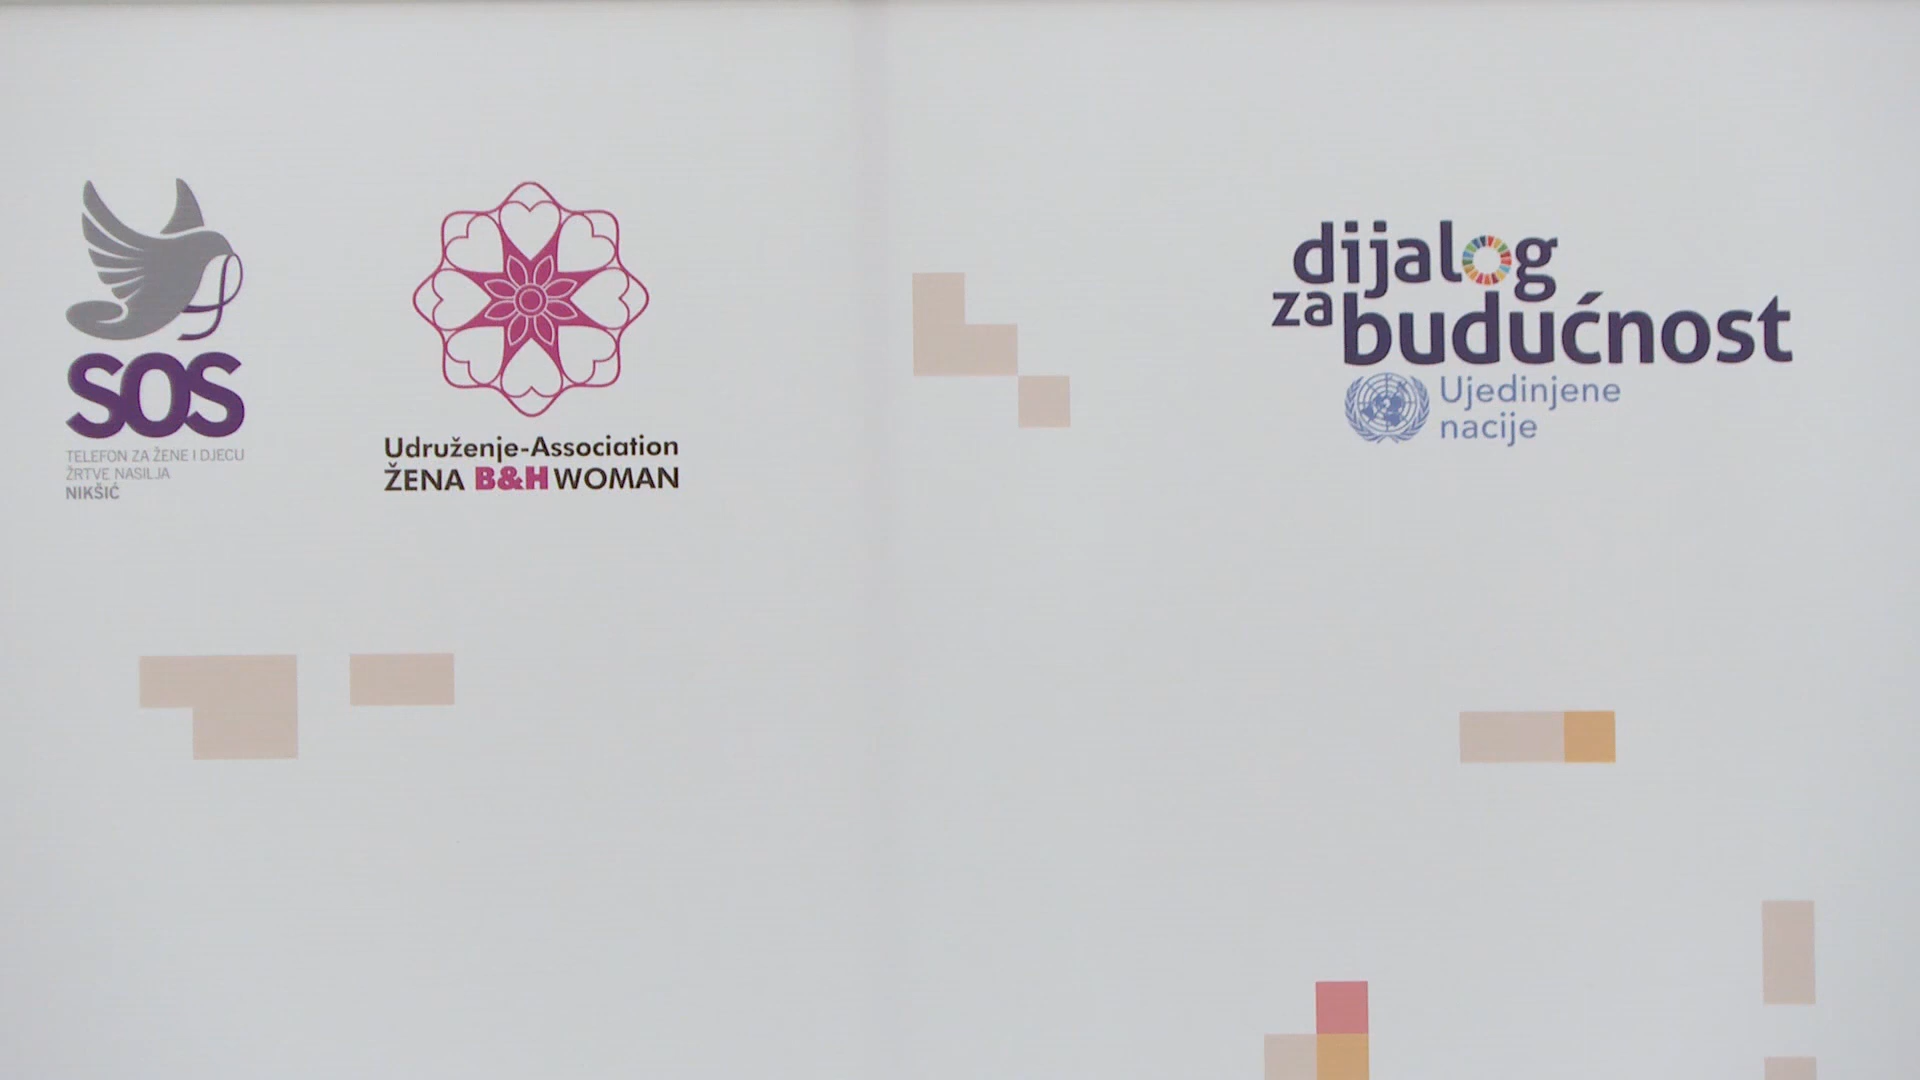 SOS
TELEFON ZA ŽENE I DJECU
ŽRTVE NASILJA
NIKŠIĆ
Udruženje-Association
ŽENA B&H WOMAN
dijalog
za budućnost
Ujedinjene
nacije